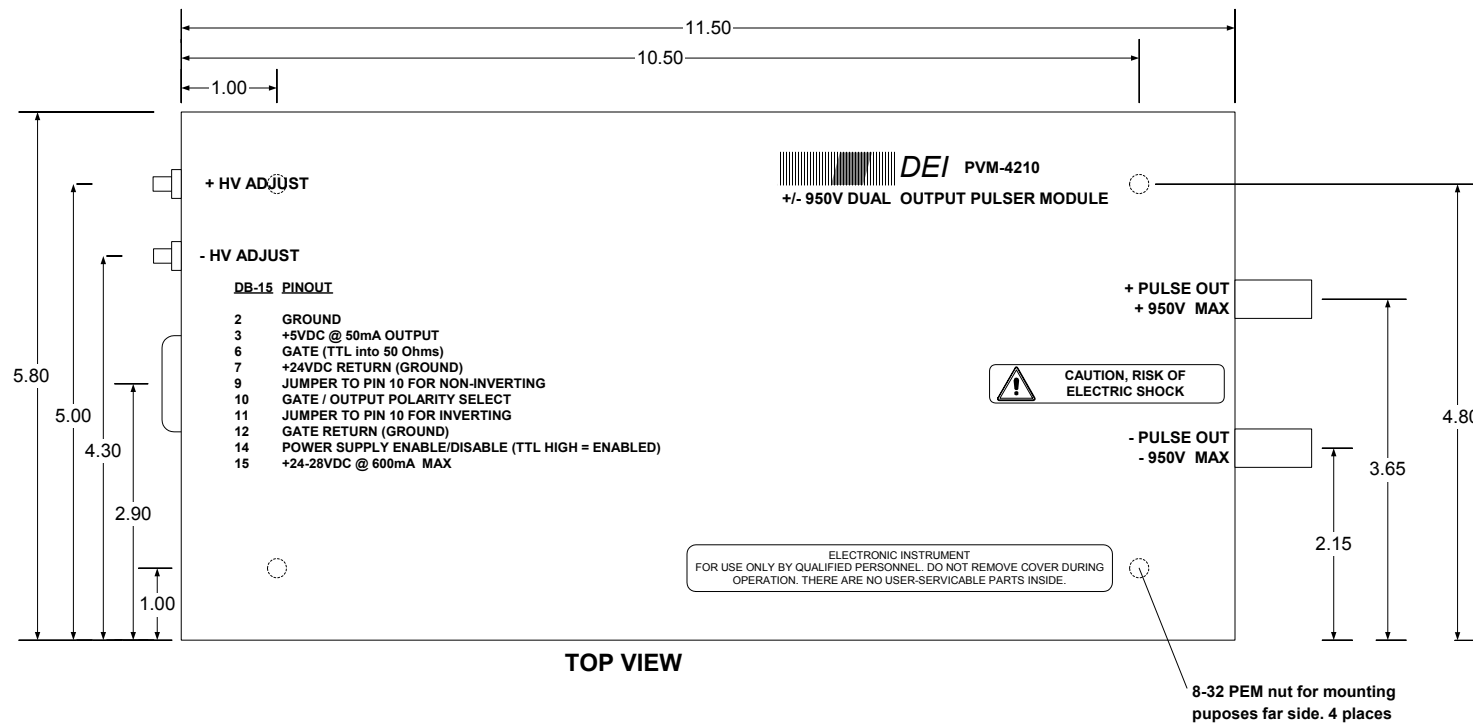 11.50
10.50
1.00
DEI PVM-4210
+ HV ADJUST
+/- 950V DUAL OUTPUT PULSER MODULE
- HV ADJUST
DB-15 PINOUT
2 GROUND
3 +5VDC @ 50mA OUTPUT
6 GATE (TTL into 50 Ohms)
7 +24VDC RETURN (GROUND)
9 JUMPER TO PIN 10 FOR NON-INVERTING
10 GATE / OUTPUT POLARITY SELECT
11 JUMPER TO PIN 10 FOR INVERTING
12 GATE RETURN (GROUND)
14 POWER SUPPLY ENABLE/DISABLE (TTL HIGH = ENABLED)
15 +24-28VDC @ 600mA MAX
+ PULSE OUT
+ 950V MAX
CAUTION, RISK OF
ELECTRIC SHOCK
- PULSE OUT
- 950V MAX
5.80
5.00
4.30
2.90
1.00
4.80
3.65
2.15
ELECTRONIC INSTRUMENT
FOR USE ONLY BY QUALIFIED PERSONNEL. DO NOT REMOVE COVER DURING
OPERATION. THERE ARE NO USER-SERVICABLE PARTS INSIDE.
TOP VIEW
8-32 PEM nut for mounting
puposes far side. 4 places